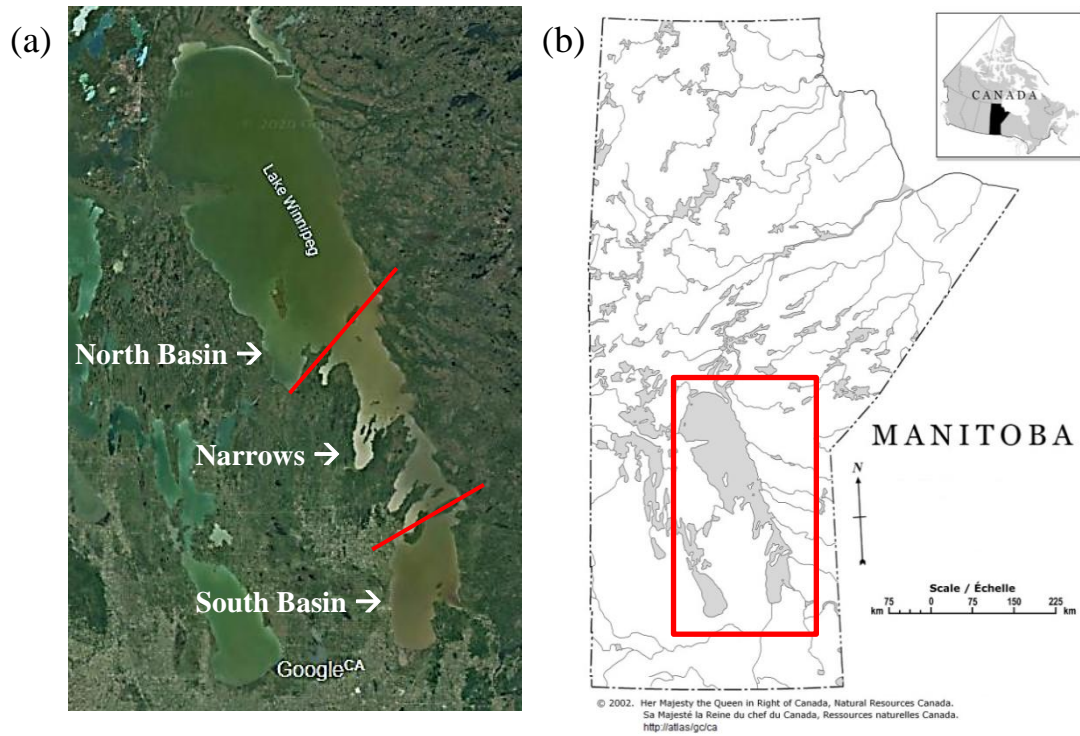 (a)
Lake Winnipeg
North Basin →
Narrows →
South Basin →
Google CA
(b)
CANADA
MANITOBA
N
Scale / Échelle
75 0 75 150 225
km km
© 2002. Her Majesty the Queen in Right of Canada, Natural Resources Canada.
Sa Majesté la Reine du chef du Canada, Ressources naturelles Canada.
http://atlas/gc/ca